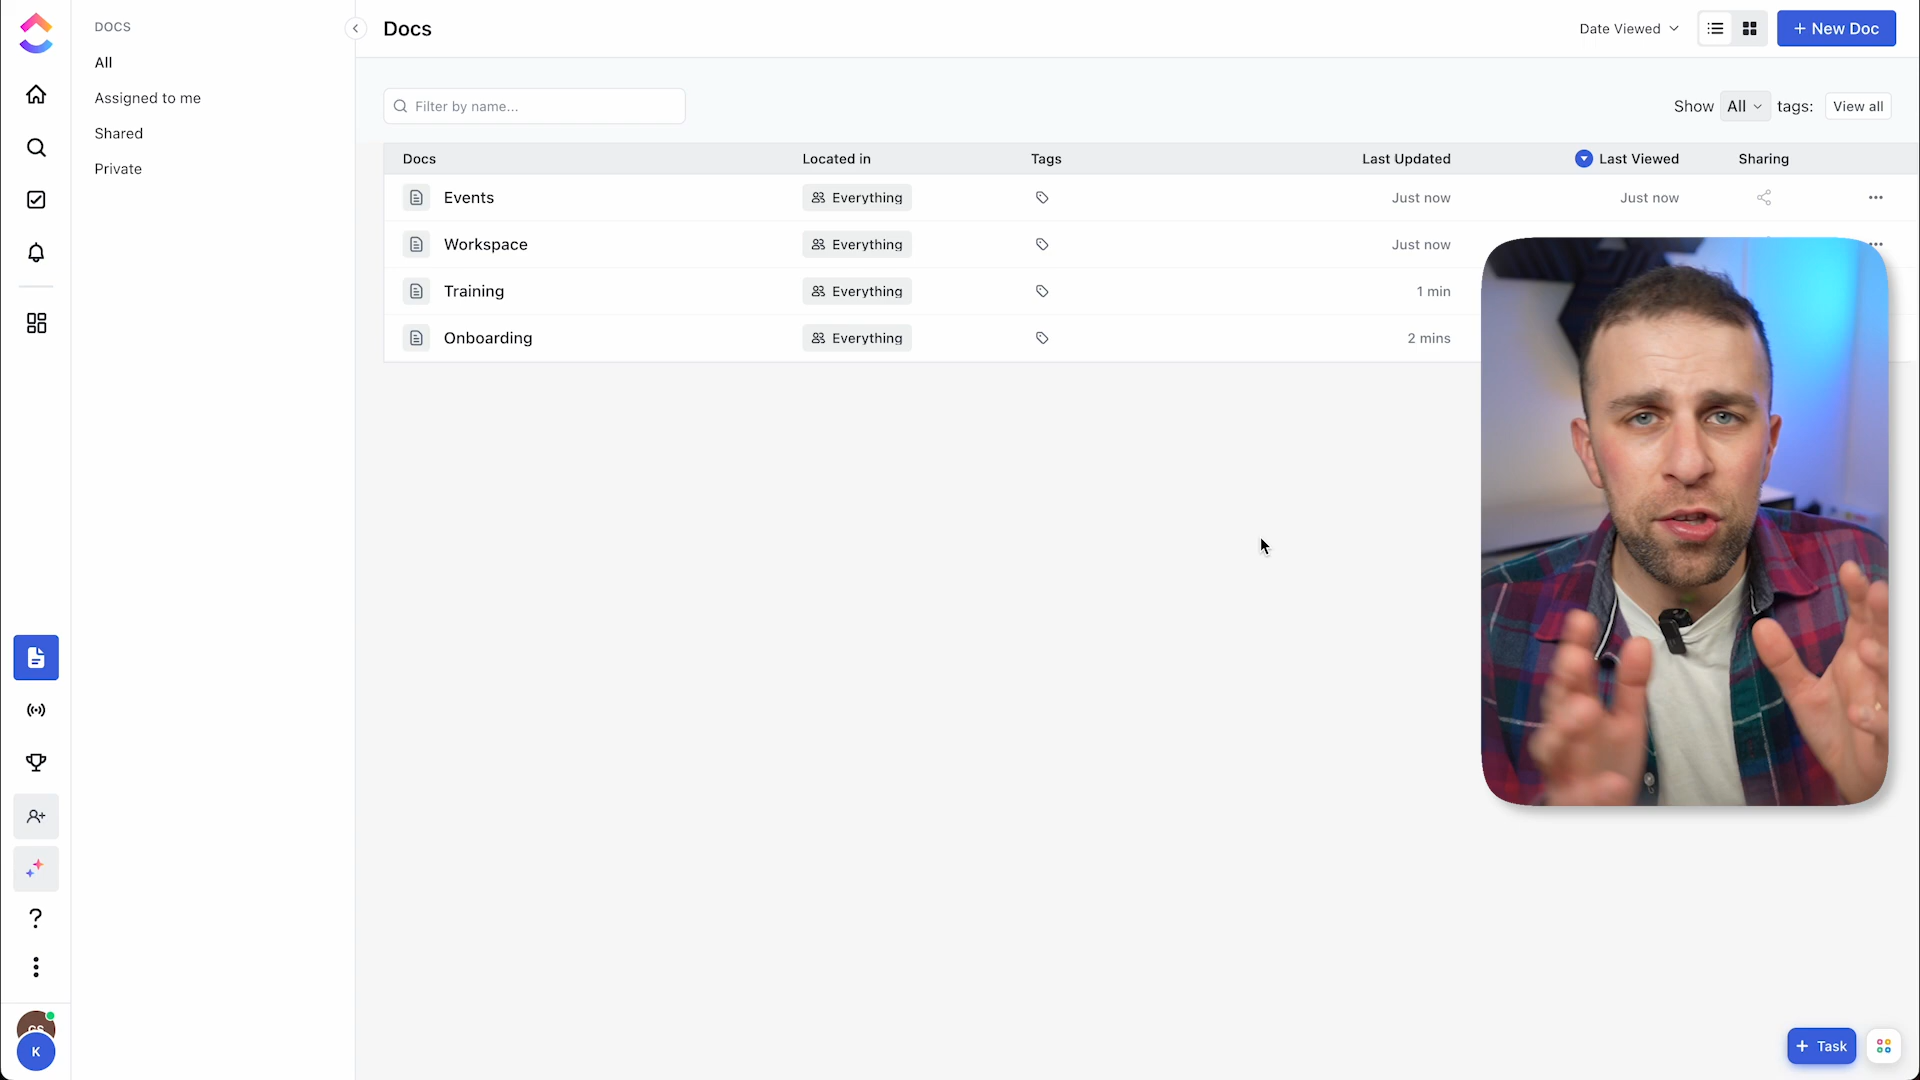 DOCS
All
Assigned to me
Shared
Private
Docs
Date Viewed
+ New Doc
Filter by name...
Show All tags: View all
Docs Located in Tags Last Updated Last Viewed Sharing
Events Everything Just now Just now
Workspace Everything Just now
Training Everything 1 min
Onboarding Everything 2 mins
?
K
+ Task